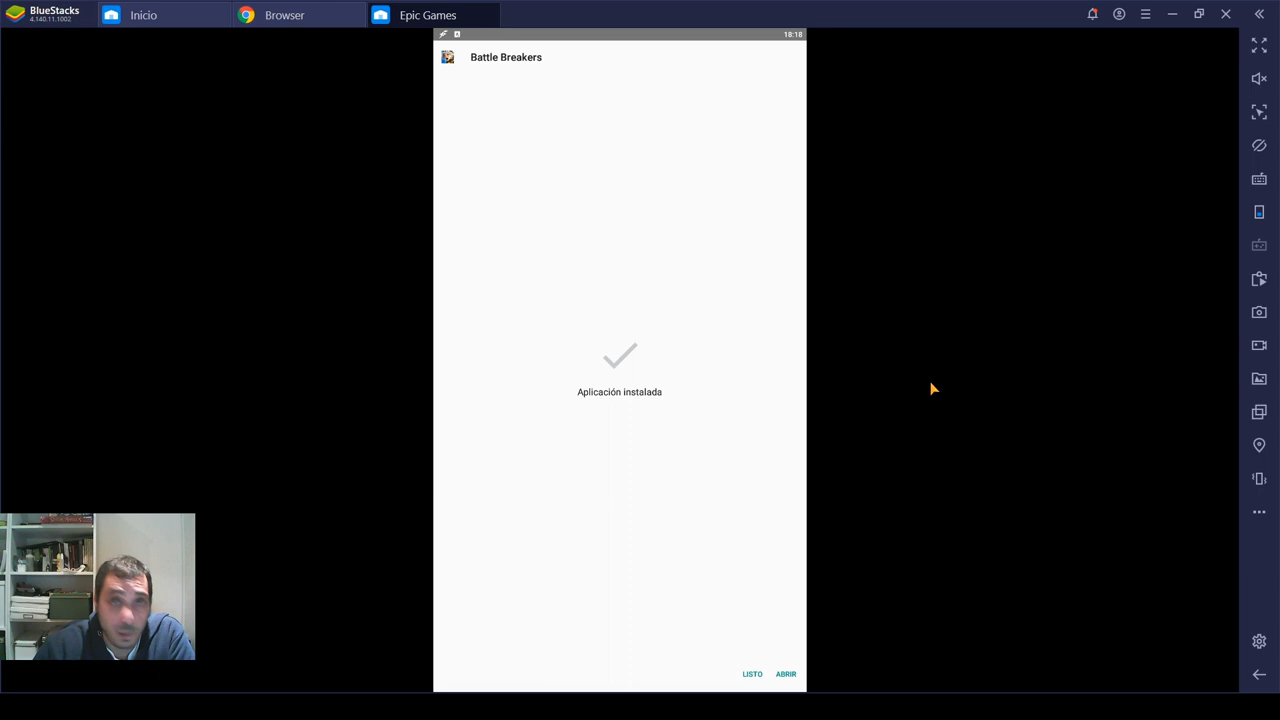 BlueStacks
4.140.11.1002
Inicio
Browser
Epic Games
18:18
Battle Breakers
Aplicación instalada
LISTO
ABRIR